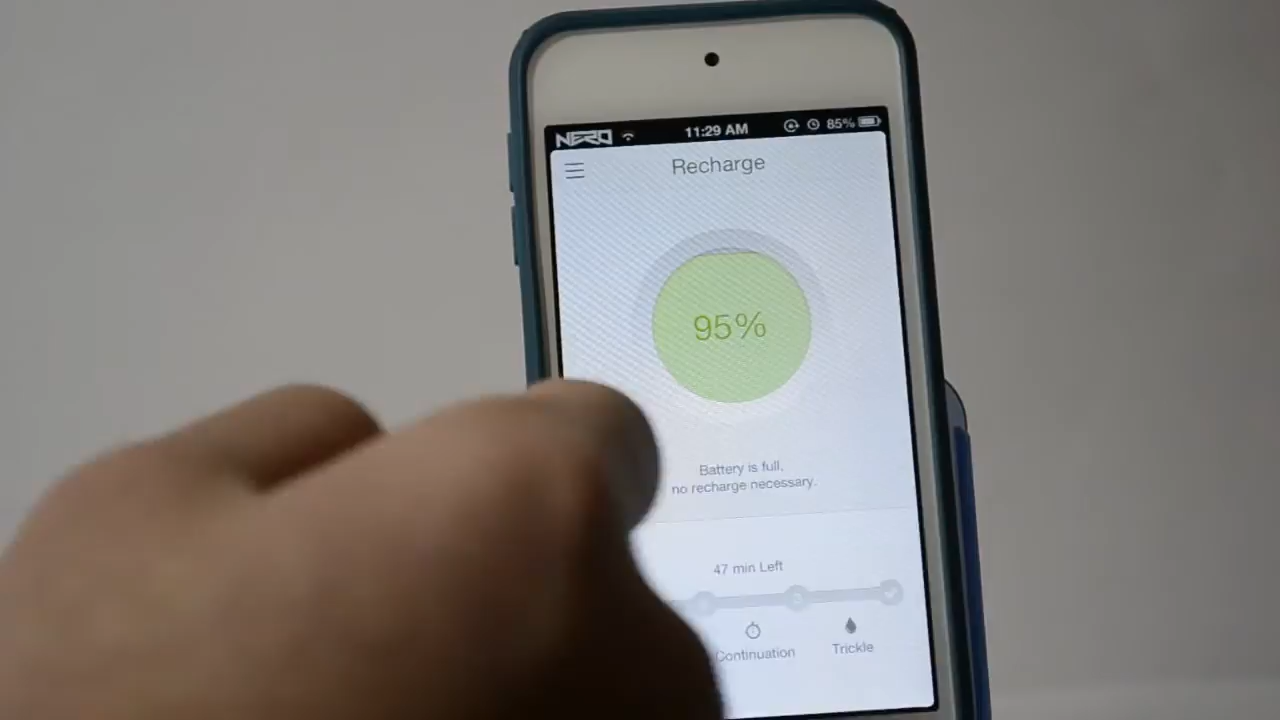 NERO 11:29 AM 85%
Recharge
95%
Battery is full,
no recharge necessary.
47 min Left
Continuation Trickle